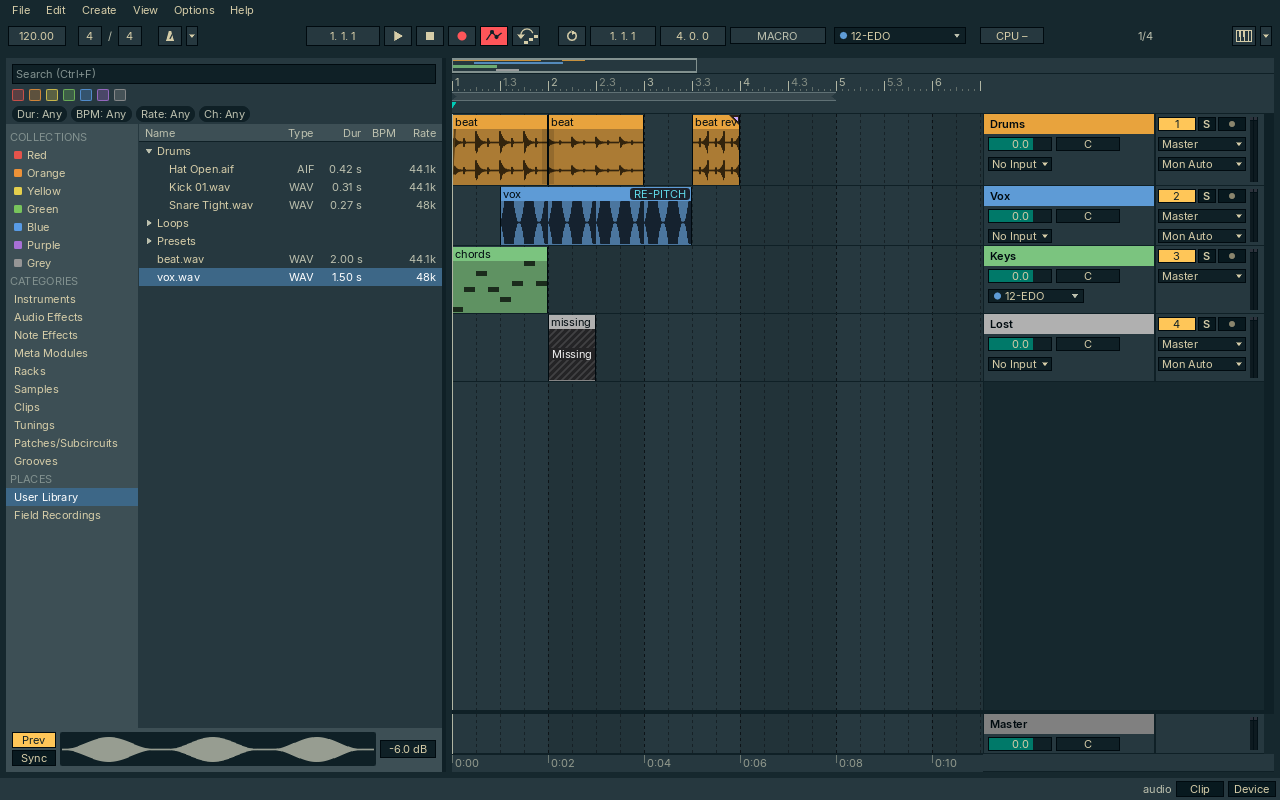 File Edit Create View Options Help
120.00 4 / 4 1. 1. 1 1. 1. 1 4. 0. 0 MACRO 12-EDO CPU – 1/4
Search (Ctrl+F)
Dur: Any BPM: Any Rate: Any Ch: Any
COLLECTIONS
Red
Orange
Yellow
Green
Blue
Purple
Grey
CATEGORIES
Instruments
Audio Effects
Note Effects
Meta Modules
Racks
Samples
Clips
Tunings
Patches/Subcircuits
Grooves
PLACES
User Library
Field Recordings
Name Type Dur BPM Rate
Drums
Hat Open.aif AIF 0.42 s 44.1k
Kick 01.wav WAV 0.31 s 44.1k
Snare Tight.wav WAV 0.27 s 48k
Loops
Presets
beat.wav WAV 2.00 s 44.1k
vox.wav WAV 1.50 s 48k
Prev
Sync
-6.0 dB
1 1.3 2 2.3 3 3.3 4 4.3 5 5.3 6
beat beat beat rev
vox RE-PITCH
chords
missing
Missing
Drums 1 S
0.0 C Master
No Input Mon Auto
Vox 2 S
0.0 C Master
No Input Mon Auto
Keys 3 S
0.0 C Master
12-EDO
Lost 4 S
0.0 C Master
No Input Mon Auto
Master
0.0 C
0:00 0:02 0:04 0:06 0:08 0:10
audio Clip Device